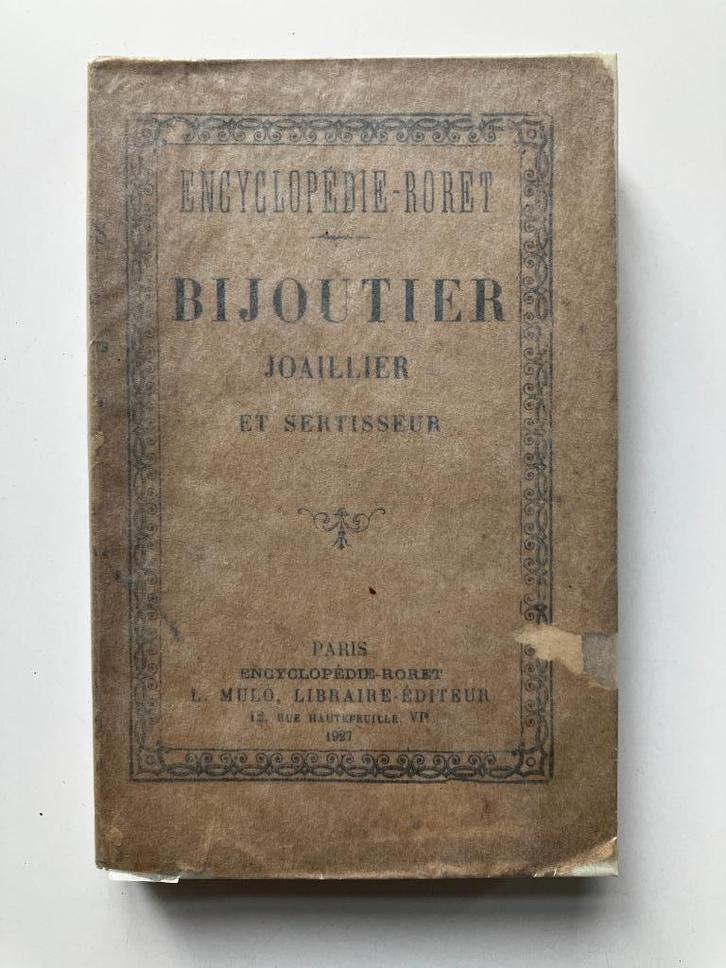 ENCYCLOPÉDIE-RORET
BIJOUTIER
JOAILLIER
ET SERTISSEUR
PARIS
ENCYCLOPÉDIE-RORET
L. MULO, LIBRAIRE-ÉDITEUR
12, RUE HAUTEFEUILLE, VIe
1927